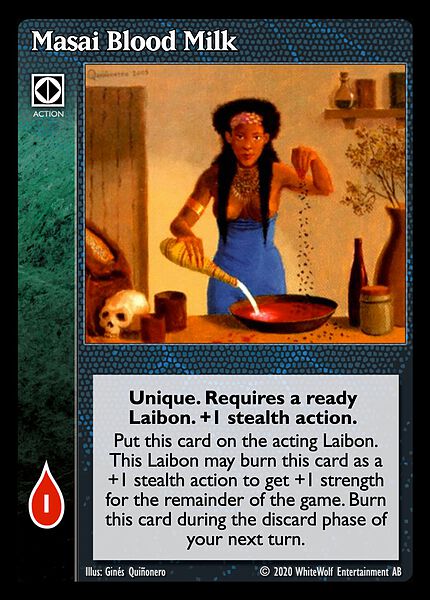 Masai Blood Milk
Quiñonero 2003
ACTION
Unique. Requires a ready
Laibon. +1 stealth action.
Put this card on the acting Laibon.
This Laibon may burn this card as a
+1 stealth action to get +1 strength
for the remainder of the game. Burn
this card during the discard phase of
your next turn.
1
Illus: Ginés Quiñonero
© 2020 WhiteWolf Entertainment AB